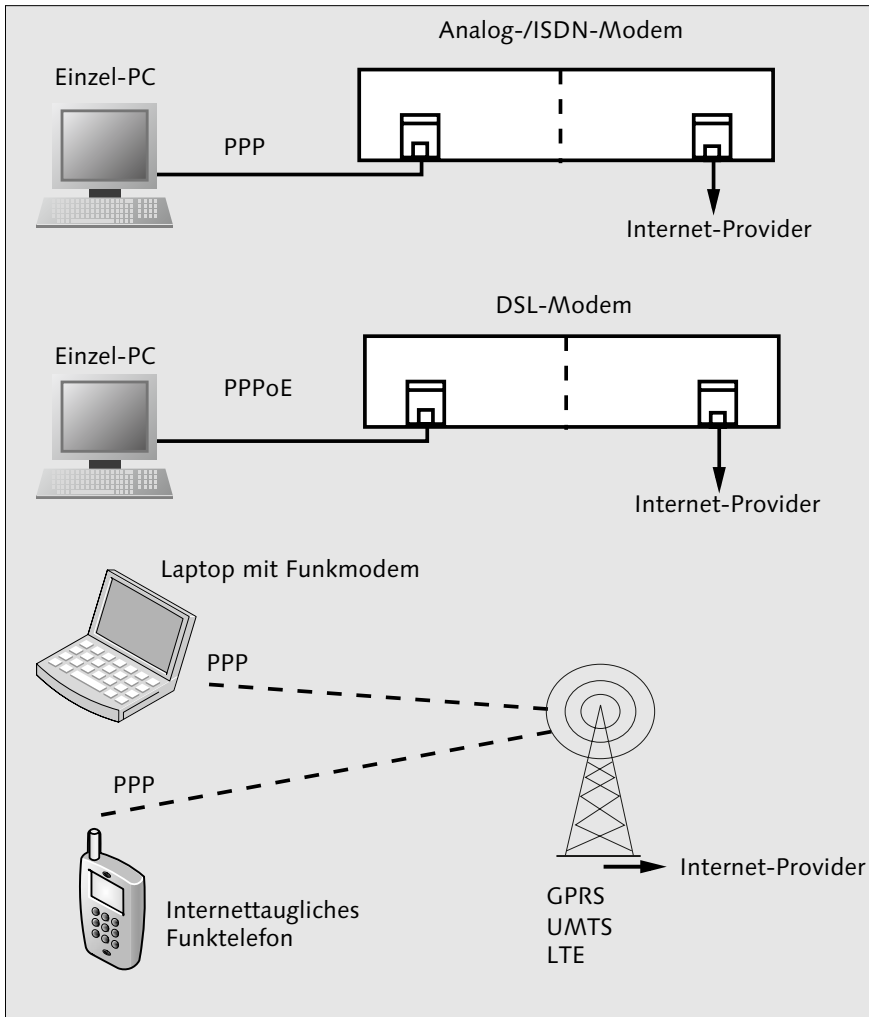 Analog-/ISDN-Modem
Einzel-PC
PPP
Internet-Provider
DSL-Modem
Einzel-PC
PPPoE
Internet-Provider
Laptop mit Funkmodem
PPP
PPP
Internet-Provider
GPRS
UMTS
LTE
Internettaugliches
Funktelefon